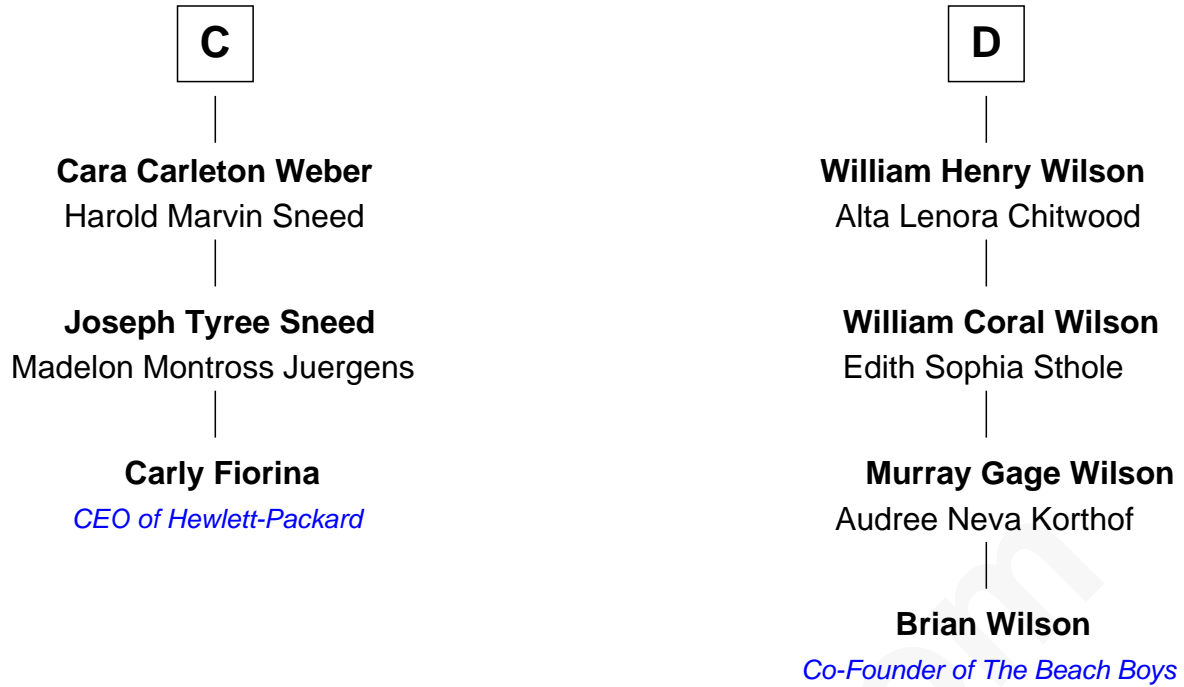 C
Cara Carleton Weber
Harold Marvin Sneed
Joseph Tyree Sneed
Madelon Montross Juergens
Carly Fiorina
CEO of Hewlett-Packard
D
William Henry Wilson
Alta Lenora Chitwood
William Coral Wilson
Edith Sophia Sthole
Murray Gage Wilson
Audree Neva Korthof
Brian Wilson
Co-Founder of The Beach Boys